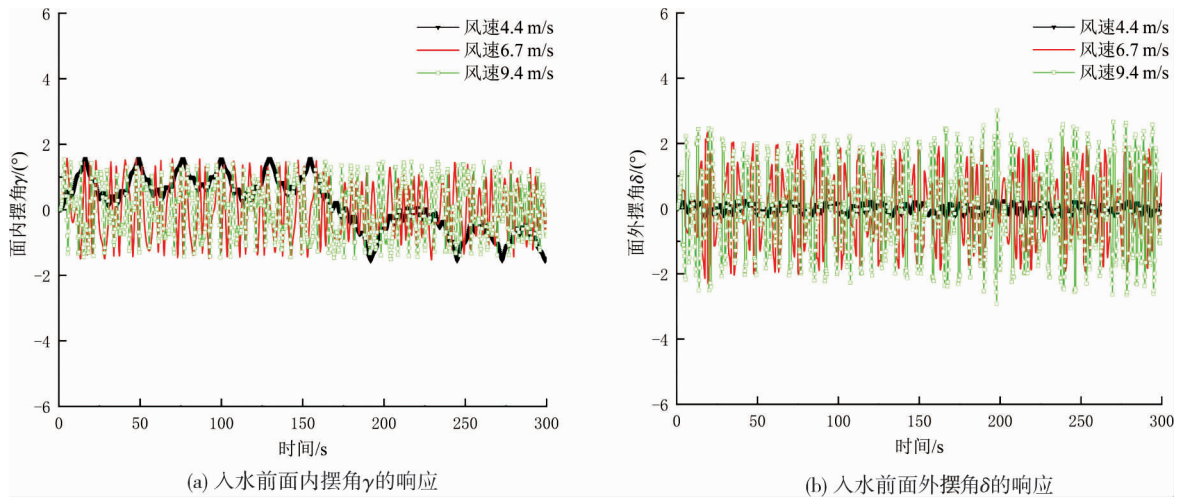 6
4
2
0
−2
−4
−6
面内摆角γ/(°)
风速4.4 m/s
风速6.7 m/s
风速9.4 m/s
0 50 100 150 200 250 300
时间/s
(a) 入水前面内摆角γ的响应
6
4
2
0
−2
−4
−6
面外摆角δ/(°)
风速4.4 m/s
风速6.7 m/s
风速9.4 m/s
0 50 100 150 200 250 300
时间/s
(b) 入水前面外摆角δ的响应